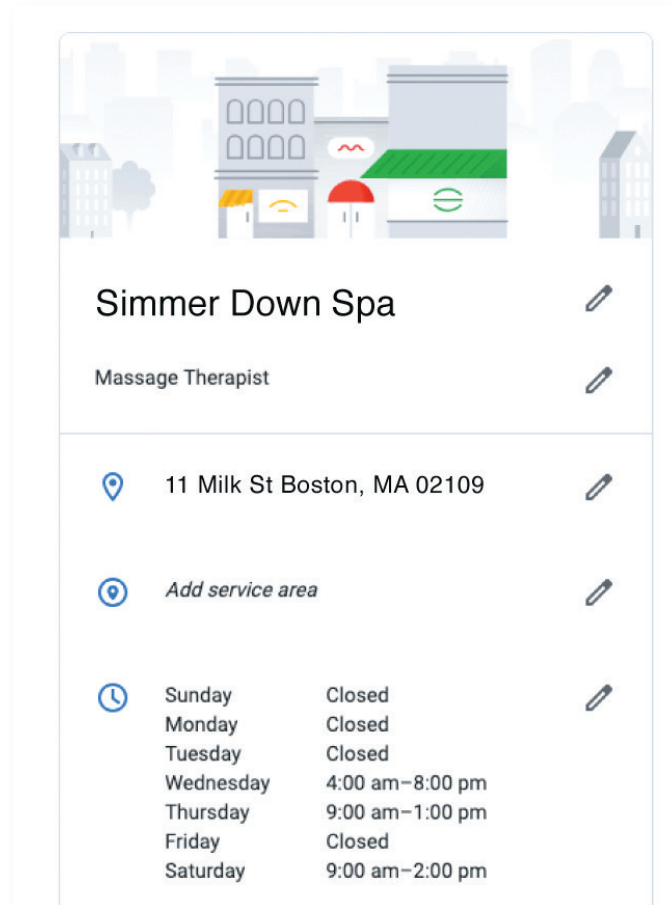 Simmer Down Spa
Massage Therapist
11 Milk St Boston, MA 02109
Add service area
Sunday Closed
Monday Closed
Tuesday Closed
Wednesday 4:00 am–8:00 pm
Thursday 9:00 am–1:00 pm
Friday Closed
Saturday 9:00 am–2:00 pm